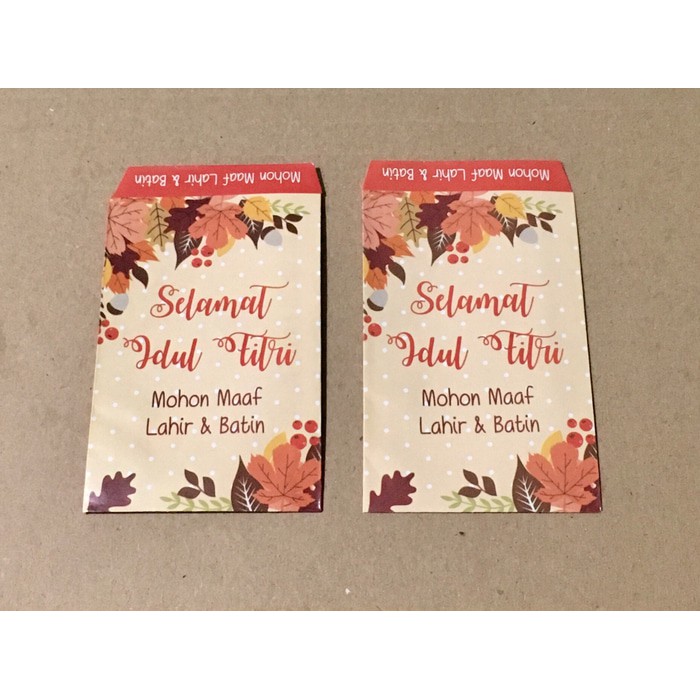 Mohon Maaf Lahir & Batin
Selamat
Idul Fitri
Mohon Maaf
Lahir & Batin
Mohon Maaf Lahir & Batin
Selamat
Idul Fitri
Mohon Maaf
Lahir & Batin